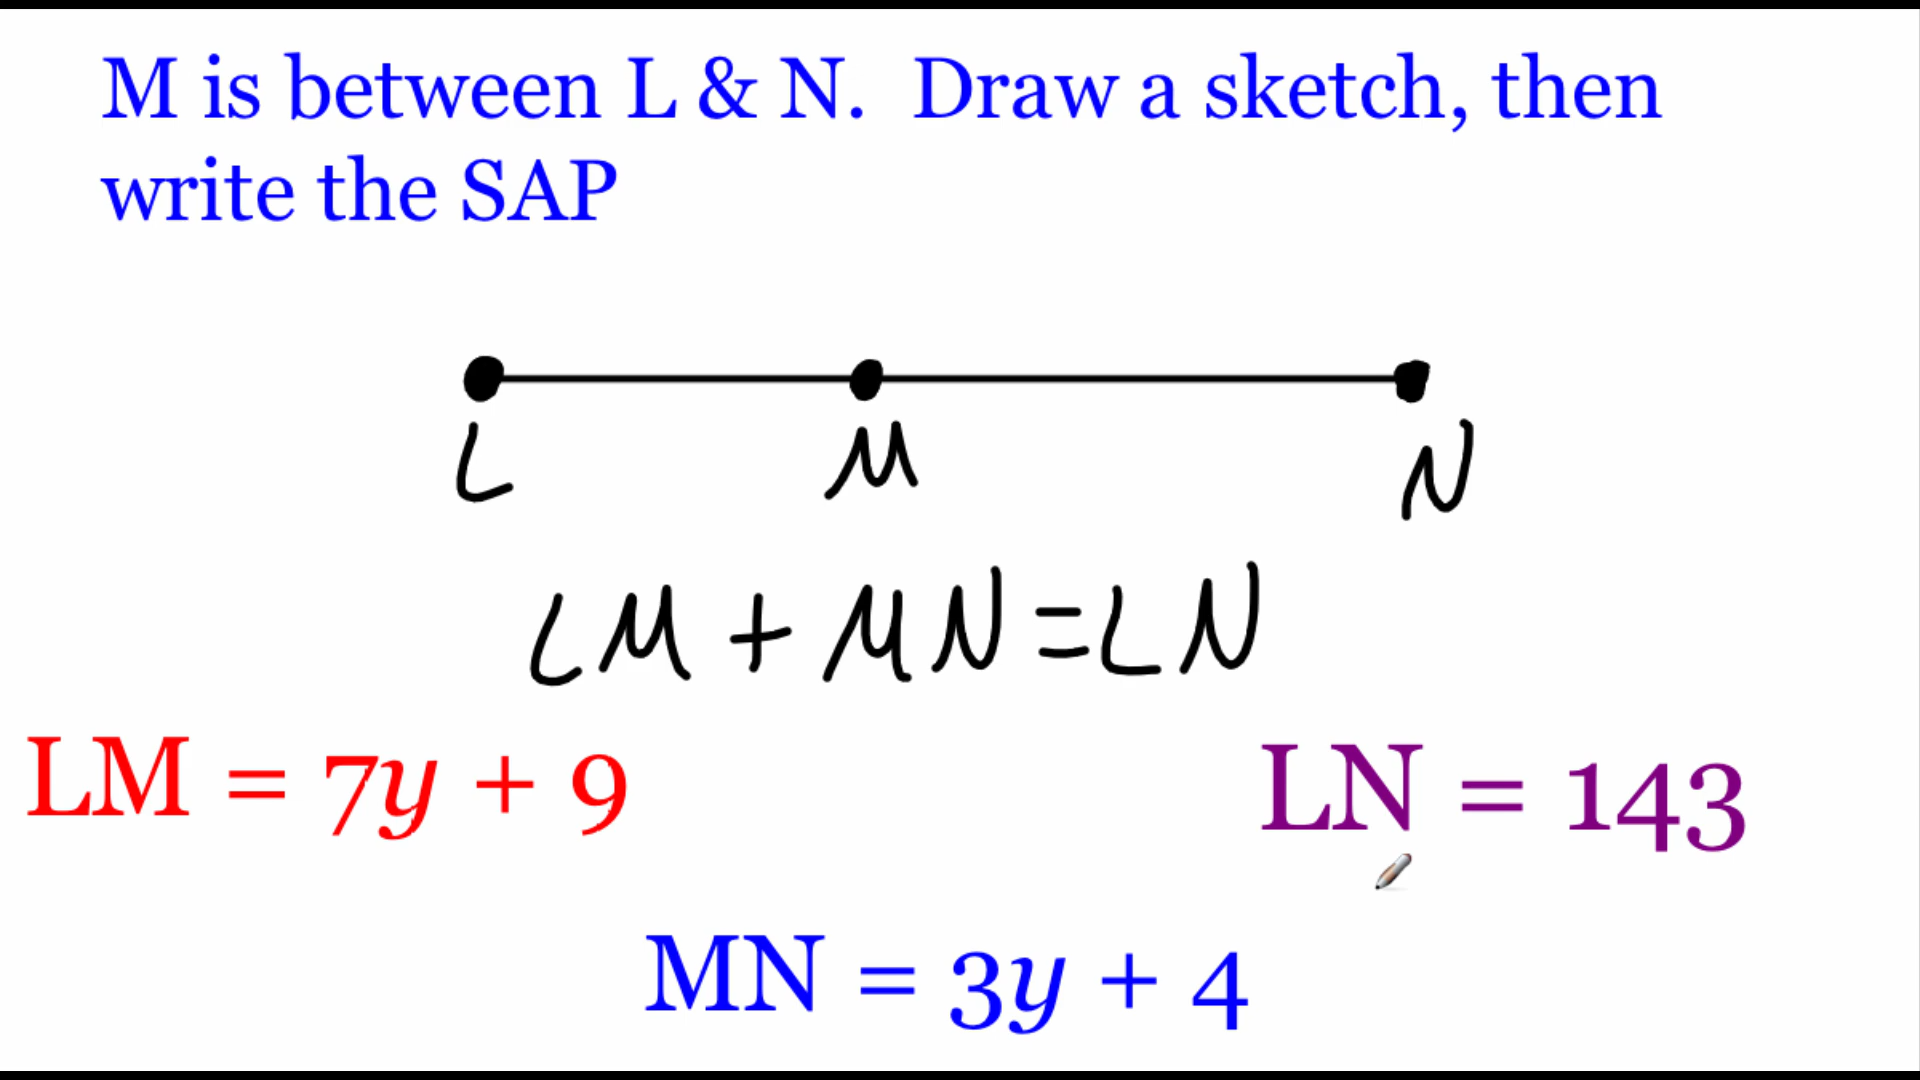 M is between L & N. Draw a sketch, then
write the SAP
L M N
LM + MN = LN
LM = 7y + 9
LN = 143
MN = 3y + 4